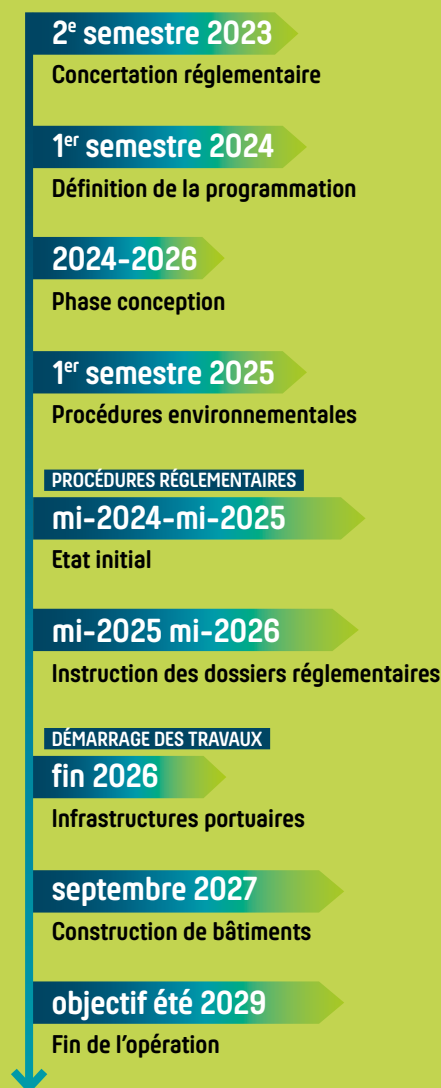 2e semestre 2023
Concertation réglementaire
1er semestre 2024
Définition de la programmation
2024-2026
Phase conception
1er semestre 2025
Procédures environnementales
PROCÉDURES RÉGLEMENTAIRES
mi-2024-mi-2025
Etat initial
mi-2025 mi-2026
Instruction des dossiers réglementaires
DÉMARRAGE DES TRAVAUX
fin 2026
Infrastructures portuaires
septembre 2027
Construction de bâtiments
objectif été 2029
Fin de l'opération